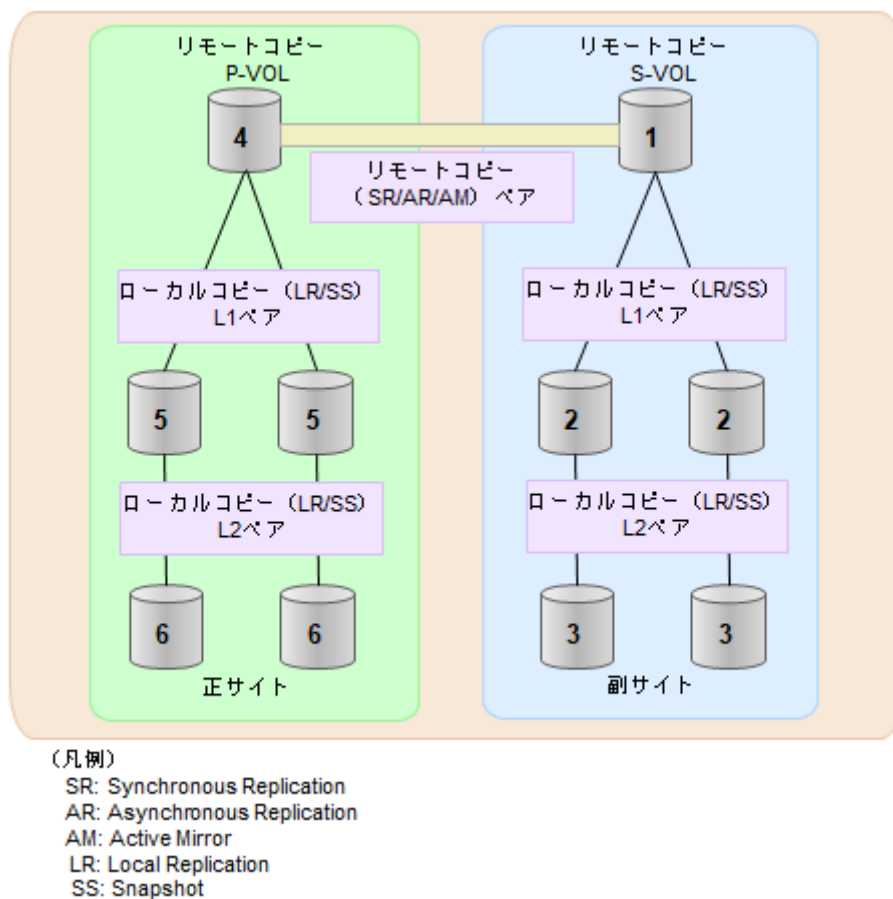 リモートコピー
P-VOL
リモートコピー
S-VOL
4
1
リモートコピー
（SR/AR/AM）ペア
ローカルコピー（LR/SS）
L1ペア
ローカルコピー（LR/SS）
L1ペア
5
5
2
2
ローカルコピー（LR/SS）
L2ペア
ローカルコピー（LR/SS）
L2ペア
6
6
3
3
正サイト
副サイト
（凡例）
SR: Synchronous Replication
AR: Asynchronous Replication
AM: Active Mirror
LR: Local Replication
SS: Snapshot